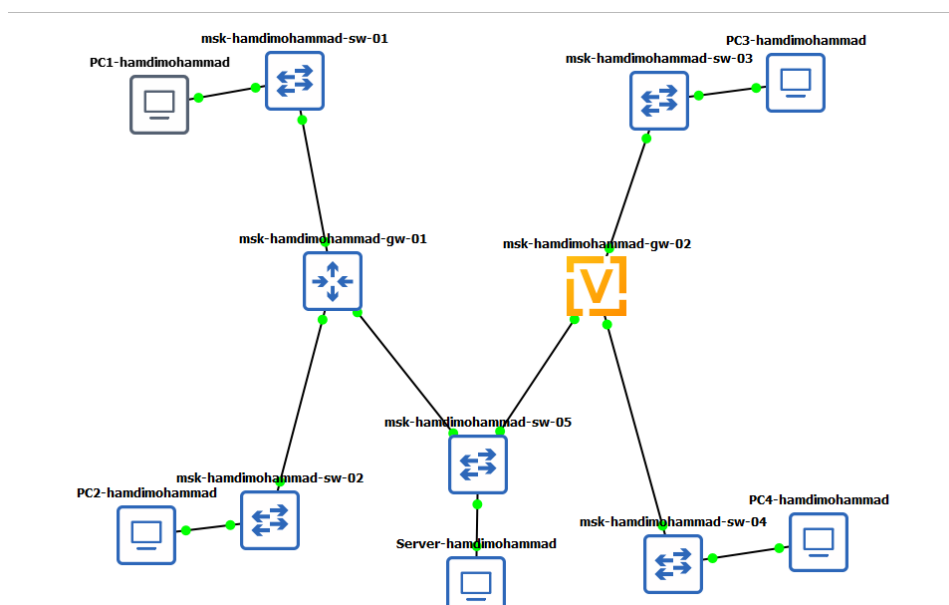 msk-hamdimohammad-sw-01
PC3-hamdimohammad
PC1-hamdimohammad
msk-hamdimohammad-sw-03
msk-hamdimohammad-gw-01
msk-hamdimohammad-gw-02
V
msk-hamdimohammad-sw-05
msk-hamdimohammad-sw-02
PC2-hamdimohammad
PC4-hamdimohammad
msk-hamdimohammad-sw-04
Server-hamdimohammad